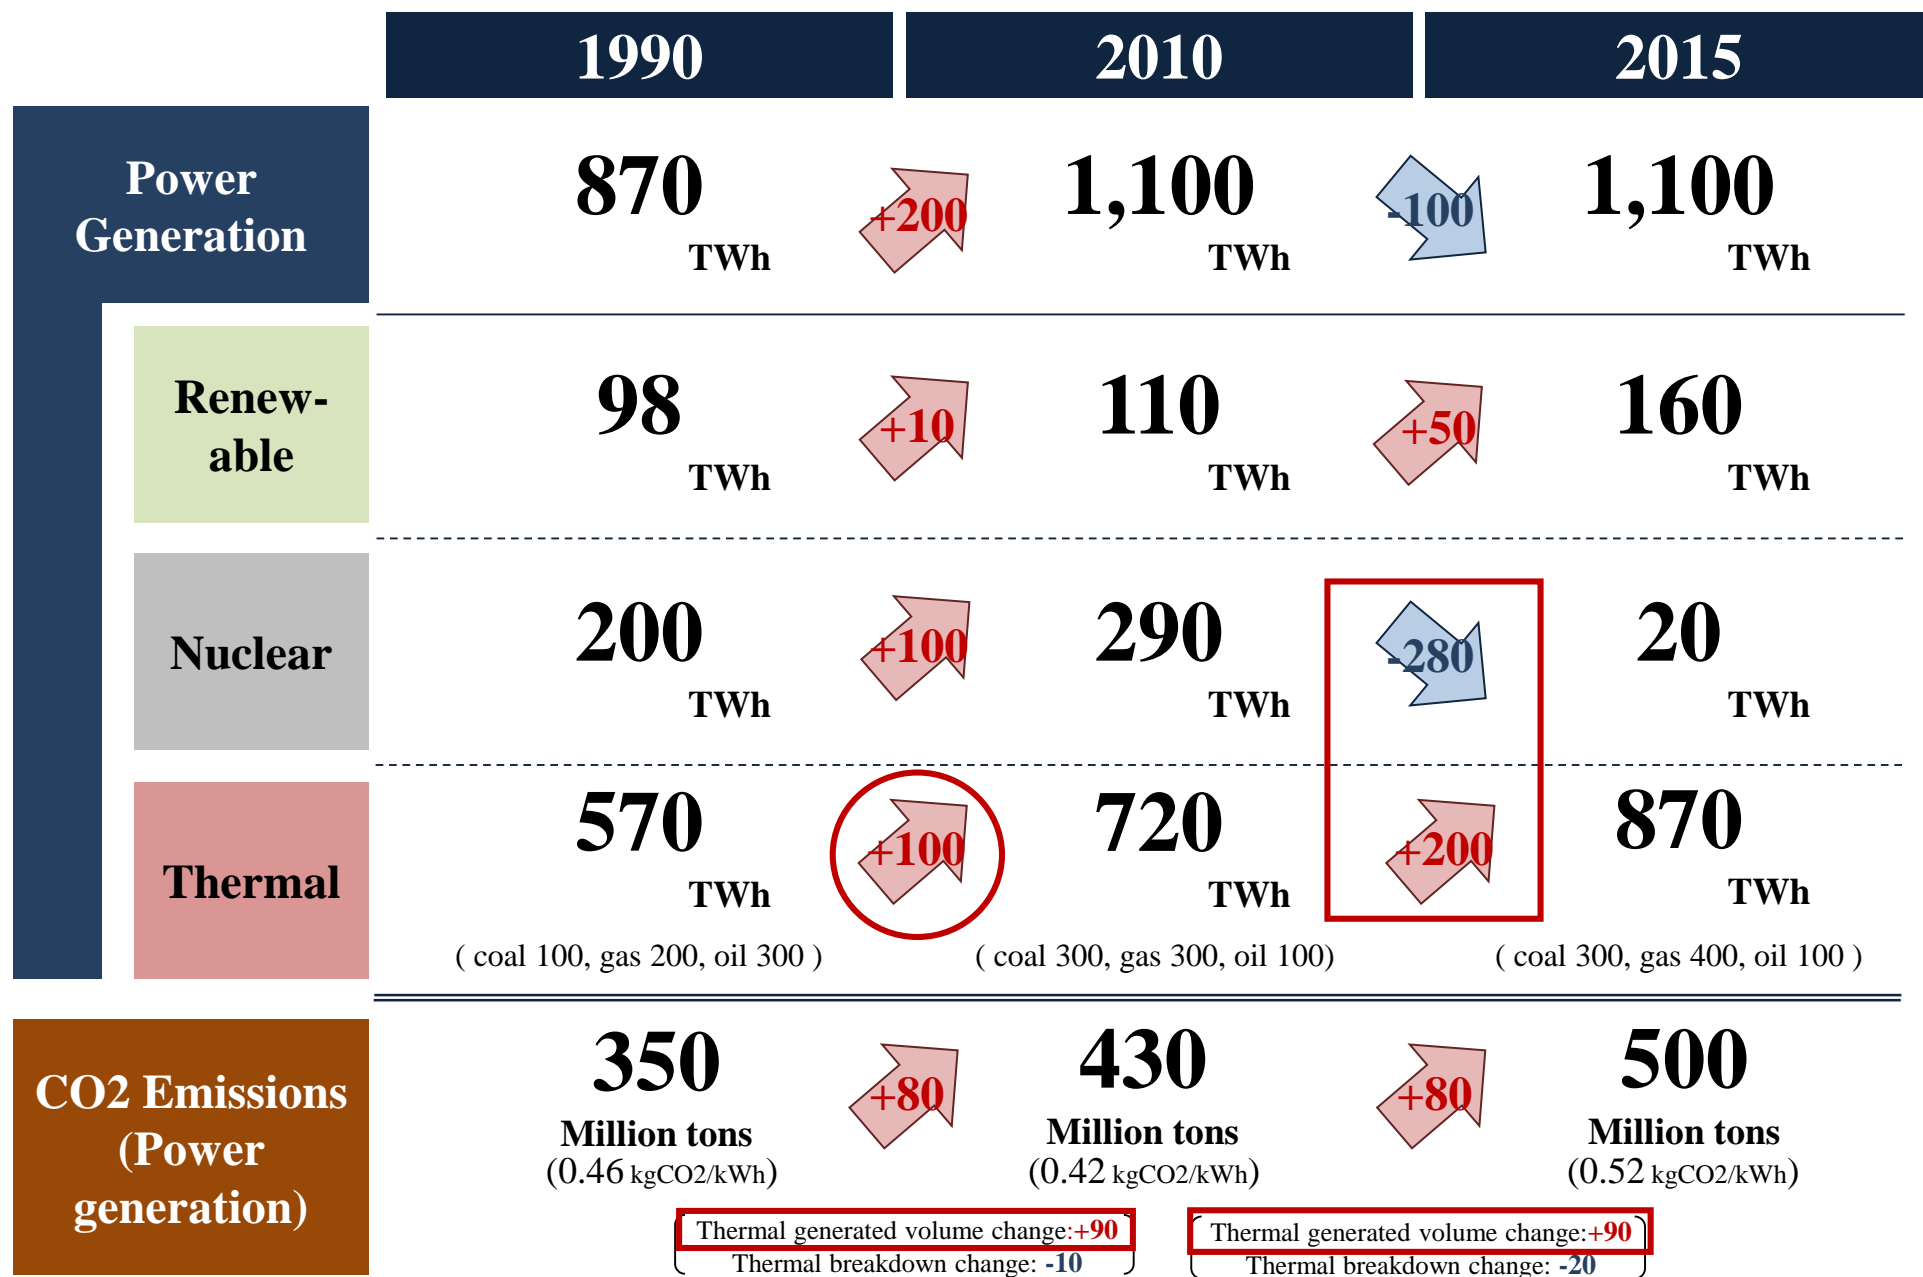 1990 2010 2015
Power
Generation
870 +200 1,100 -100 1,100
TWh TWh TWh
Renew-
able
98 +10 110 +50 160
TWh TWh TWh
Nuclear
200 +100 290 -280 20
TWh TWh TWh
Thermal
570 +100 720 +200 870
TWh TWh TWh
( coal 100, gas 200, oil 300 ) ( coal 300, gas 300, oil 100) ( coal 300, gas 400, oil 100 )
CO2 Emissions
(Power
generation)
350 +80 430 +80 500
Million tons Million tons Million tons
(0.46 kgCO2/kWh) (0.42 kgCO2/kWh) (0.52 kgCO2/kWh)
Thermal generated volume change:+90 Thermal generated volume change:+90
Thermal breakdown change: -10 Thermal breakdown change: -20